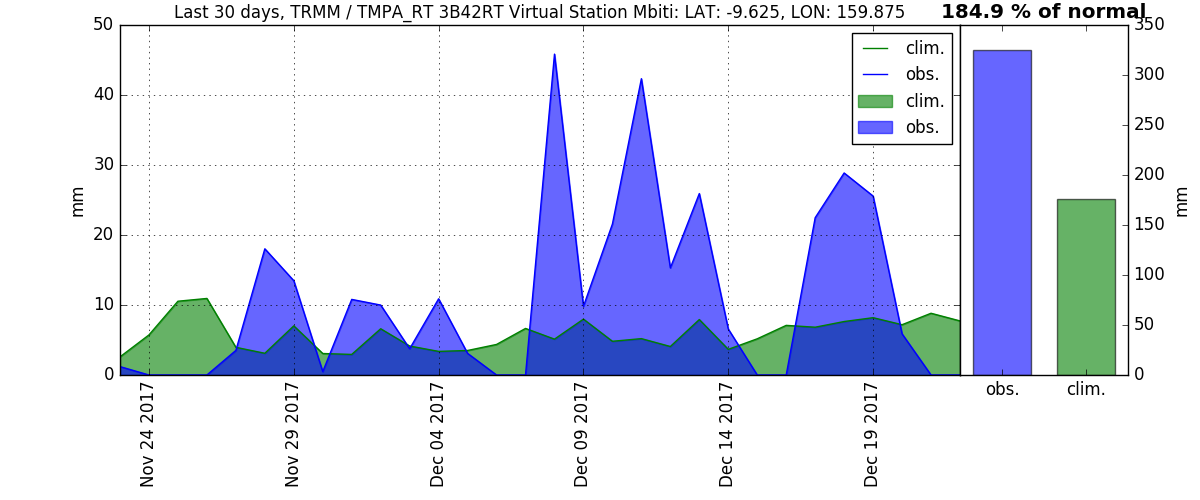 Last 30 days, TRMM / TMPA_RT 3B42RT Virtual Station Mbiti: LAT: -9.625, LON: 159.875
184.9 % of normal
50
40
30
20
10
0
mm
clim.
obs.
clim.
obs.
350
300
250
200
150
100
50
0
mm
Nov 24 2017
Nov 29 2017
Dec 04 2017
Dec 09 2017
Dec 14 2017
Dec 19 2017
obs.
clim.